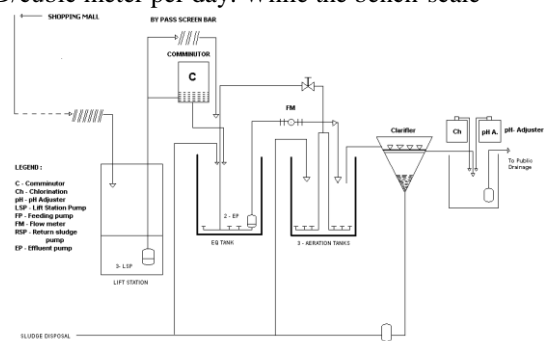 S/cubic meter per day. While the bench-scale
SHOPPING MALL
BY PASS SCREEN BAR
COMMINUTOR
C
FM
Clarifier
Ch
pH A.
pH- Adjuster
To Public
Drainage
LEGEND :
C - Comminutor
Ch - Chlorination
pH - pH Adjuster
LSP - Lift Station Pump
FP - Feeding pump
FM - Flow meter
RSP - Return sludge
pump
EP - Effluent pump
2 - EP
EQ TANK
3 - AERATION TANKS
3- LSP
LIFT STATION
SLUDGE DISPOSAL